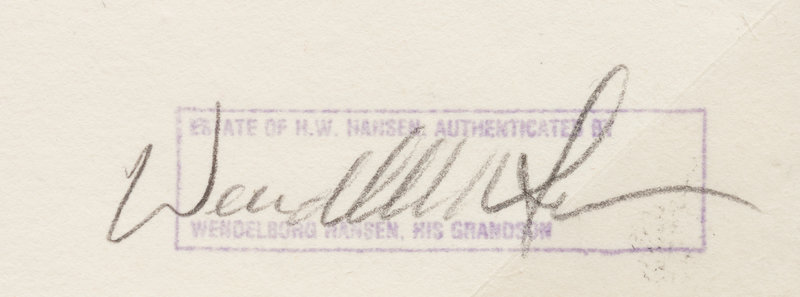 ESTATE OF H.W. HANSEN: AUTHENTICATED BY
WENDELBORG HANSEN, HIS GRANDSON